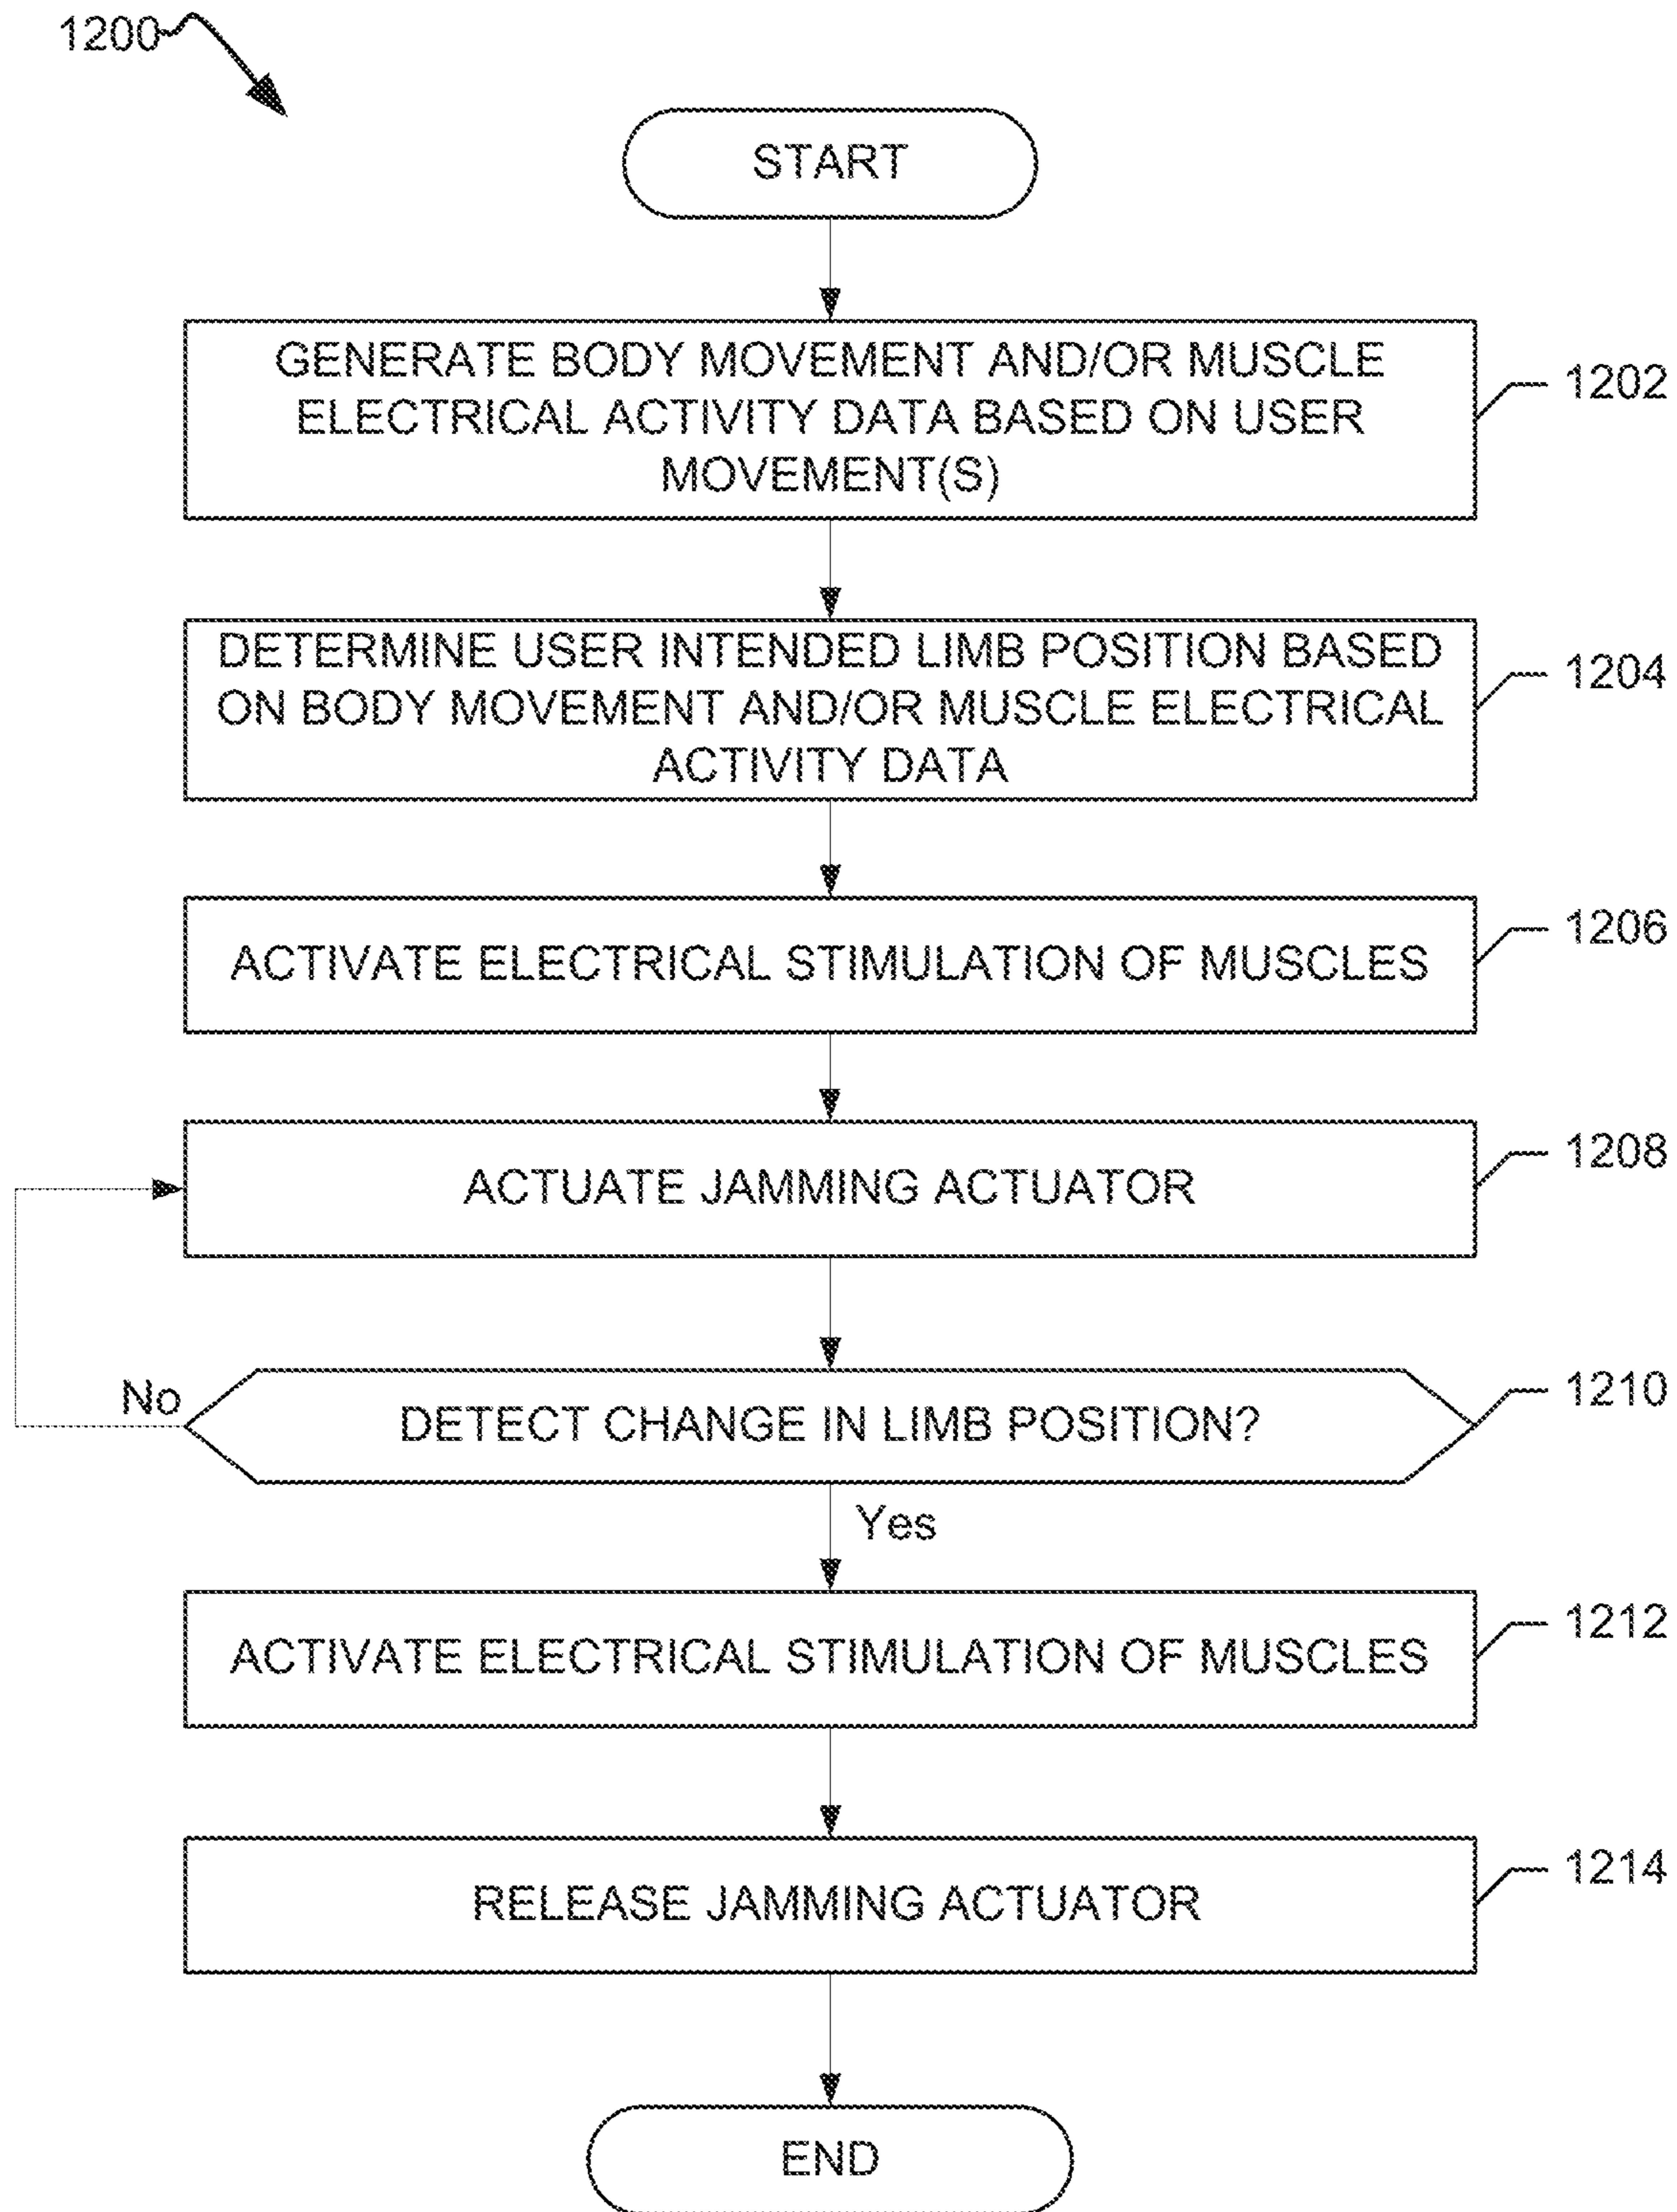 1200
START
GENERATE BODY MOVEMENT AND/OR MUSCLE
ELECTRICAL ACTIVITY DATA BASED ON USER
MOVEMENT(S)
1202
DETERMINE USER INTENDED LIMB POSITION BASED
ON BODY MOVEMENT AND/OR MUSCLE ELECTRICAL
ACTIVITY DATA
1204
ACTIVATE ELECTRICAL STIMULATION OF MUSCLES
1206
ACTUATE JAMMING ACTUATOR
1208
No
DETECT CHANGE IN LIMB POSITION?
1210
Yes
ACTIVATE ELECTRICAL STIMULATION OF MUSCLES
1212
RELEASE JAMMING ACTUATOR
1214
END